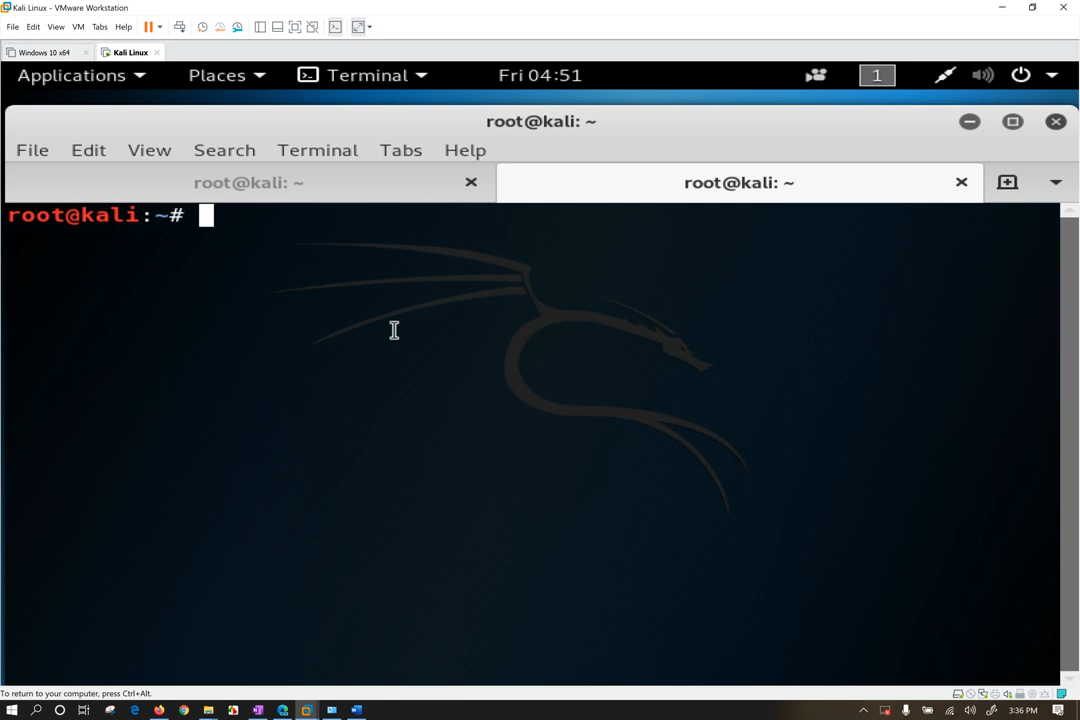 Kali Linux - VMware Workstation
File Edit View VM Tabs Help
Windows 10 x64 Kali Linux
Applications Places Terminal Fri 04:51 1
root@kali: ~
File Edit View Search Terminal Tabs Help
root@kali: ~ root@kali: ~
root@kali:~#
To return to your computer, press Ctrl+Alt.
3:36 PM